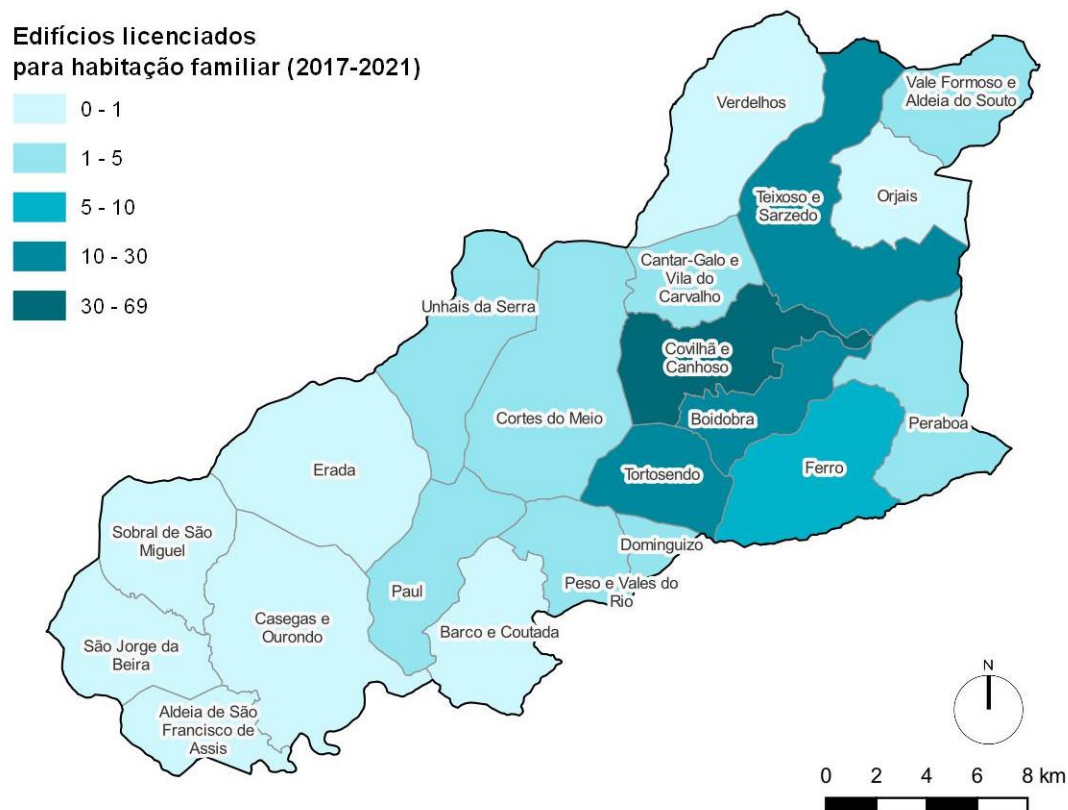 Edifícios licenciados
para habitação familiar (2017-2021)
0 - 1
1 - 5
5 - 10
10 - 30
30 - 69
Verdelhos
Vale Formoso e
Aldeia do Souto
Teixoso e
Sarzedo
Orjais
Cantar-Galo e
Vila do
Carvalho
Unhais da Serra
Covilhã e
Canhoso
Cortes do Meio
Boidobra
Peraboa
Erada
Tortosendo
Ferro
Sobral de São
Miguel
Dominguizo
Paul
Peso e Vales do
Rio
Casegas e
Ourondo
Barco e Coutada
São Jorge da
Beira
Aldeia de São
Francisco de
Assis
N
0 2 4 6 8 km